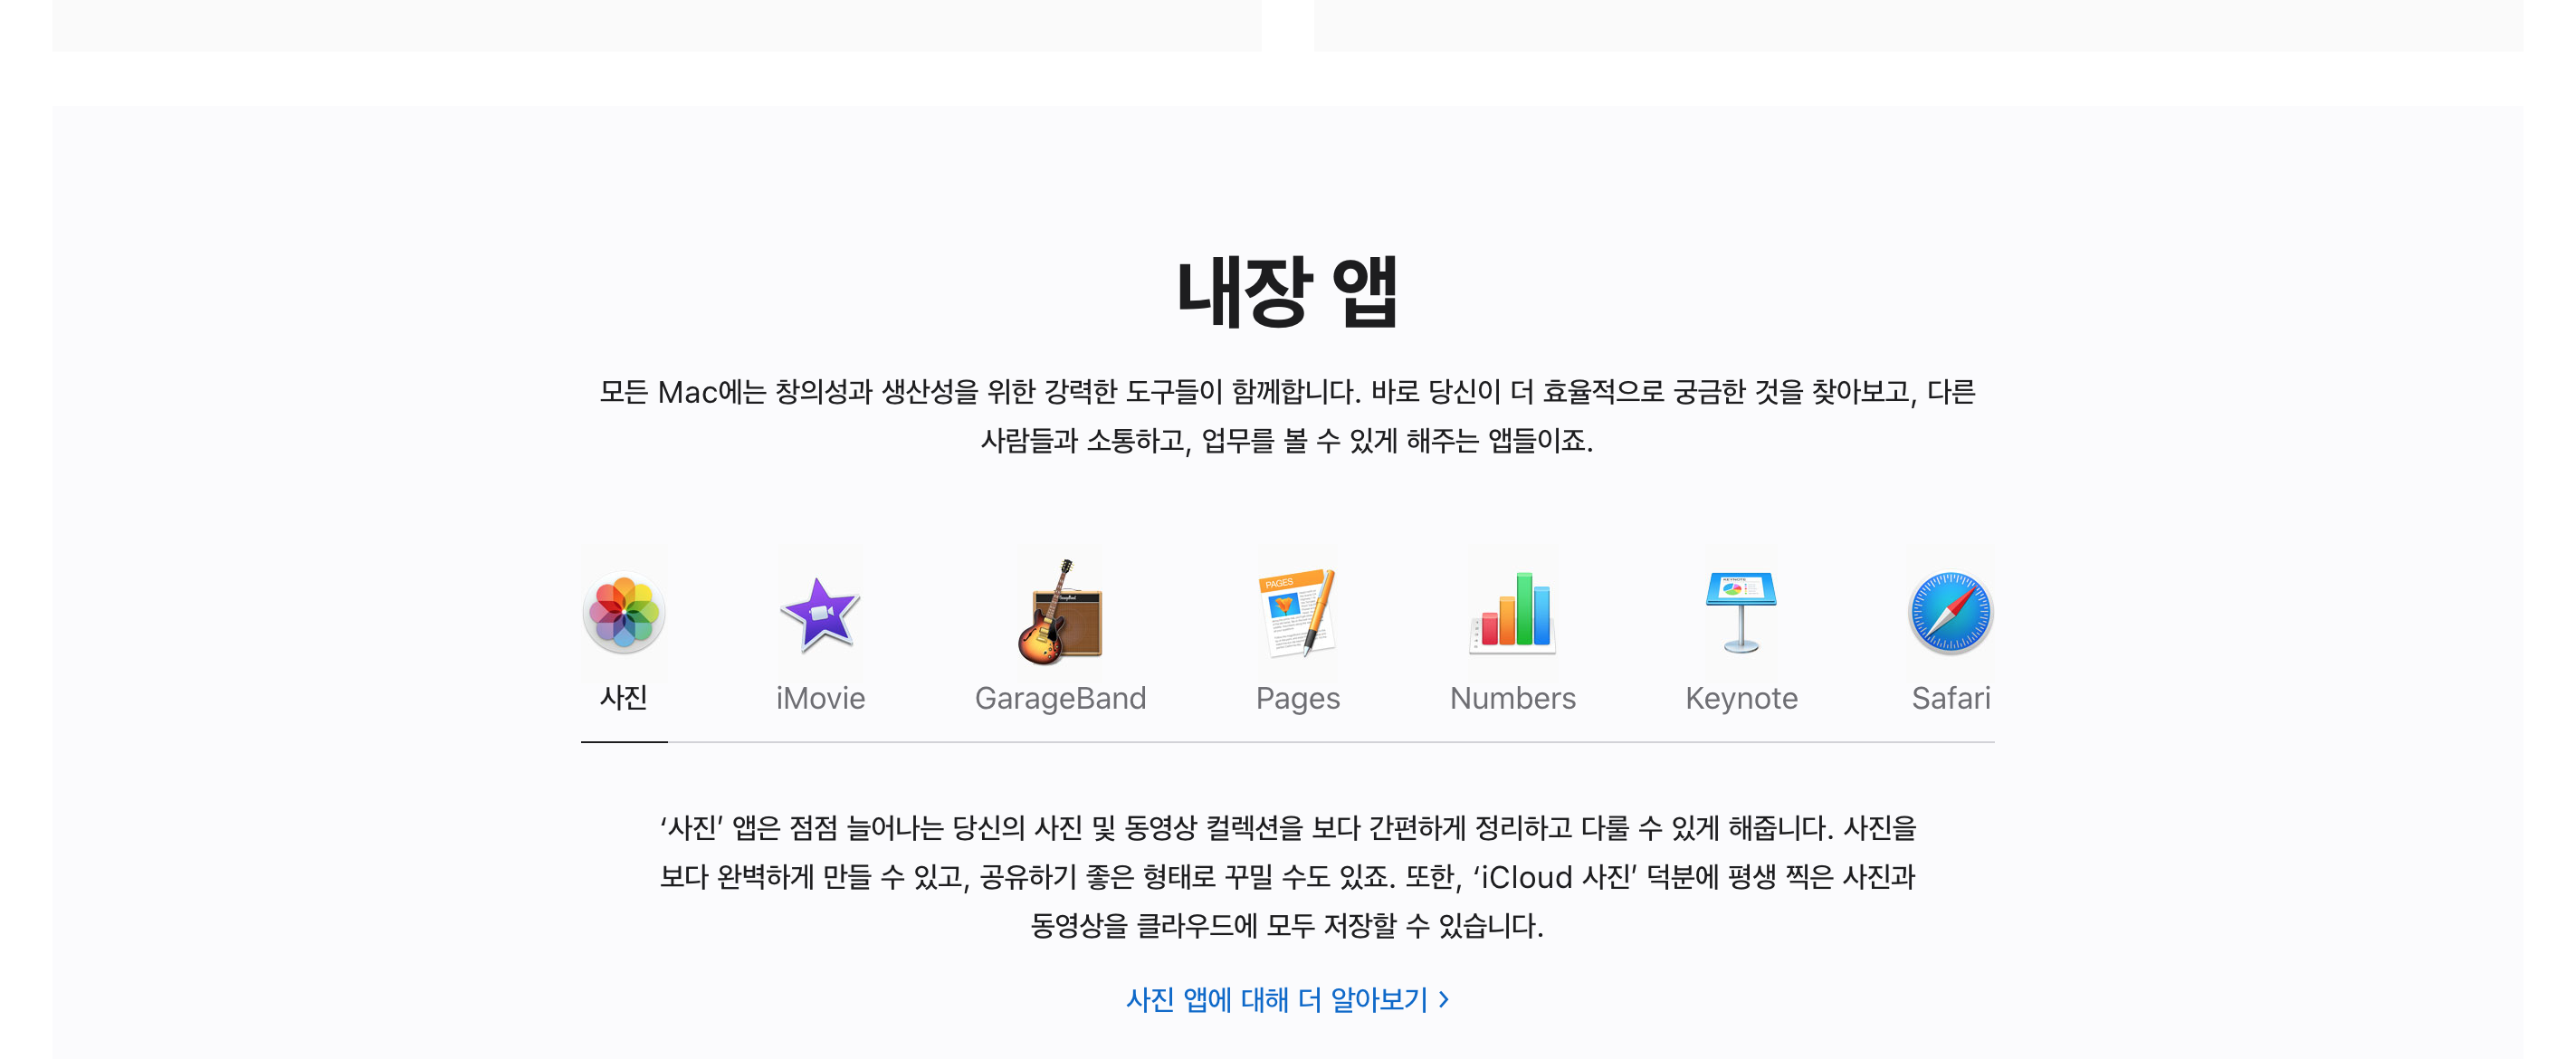 내장 앱
모든 Mac에는 창의성과 생산성을 위한 강력한 도구들이 함께합니다. 바로 당신이 더 효율적으로 궁금한 것을 찾아보고, 다른
사람들과 소통하고, 업무를 볼 수 있게 해주는 앱들이죠.
PAGES
KEYNOTE
사진
iMovie
GarageBand
Pages
Numbers
Keynote
Safari
‘사진’ 앱은 점점 늘어나는 당신의 사진 및 동영상 컬렉션을 보다 간편하게 정리하고 다룰 수 있게 해줍니다. 사진을
보다 완벽하게 만들 수 있고, 공유하기 좋은 형태로 꾸밀 수도 있죠. 또한, ‘iCloud 사진’ 덕분에 평생 찍은 사진과
동영상을 클라우드에 모두 저장할 수 있습니다.
사진 앱에 대해 더 알아보기 >